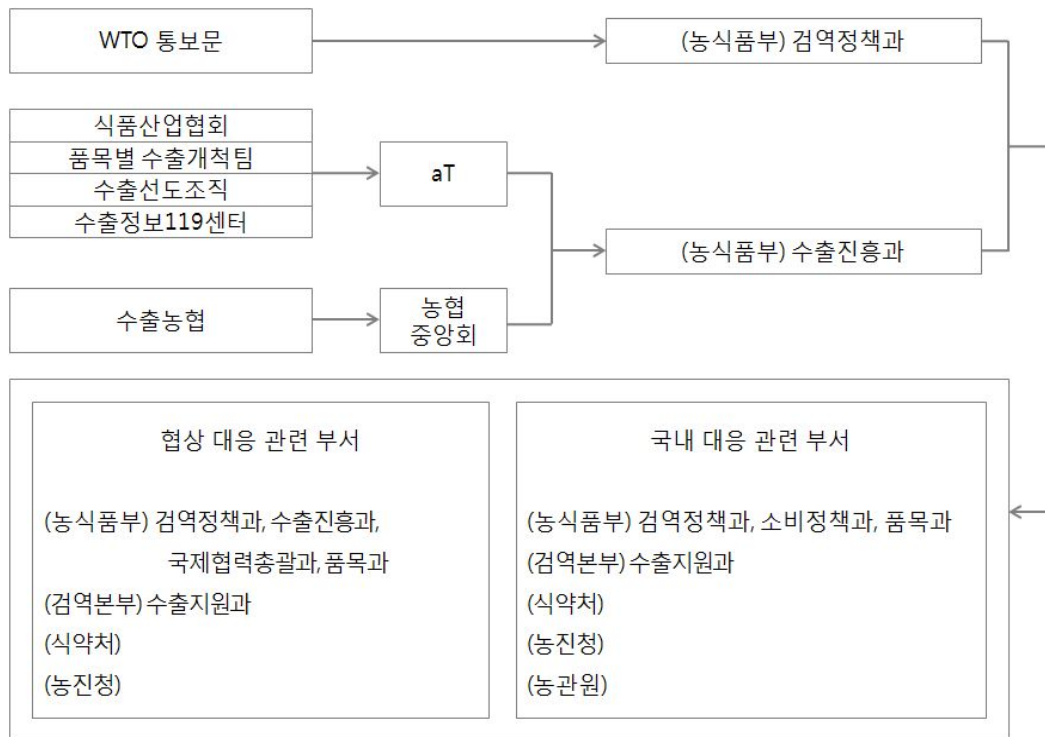 WTO 통보문
(농식품부) 검역정책과
식품산업협회
품목별 수출개척팀
수출선도조직
수출정보119센터
aT
(농식품부) 수출진흥과
수출농협
농협
중앙회
협상 대응 관련 부서
(농식품부) 검역정책과, 수출진흥과,
국제협력총괄과, 품목과
(검역본부) 수출지원과
(식약처)
(농진청)
국내 대응 관련 부서
(농식품부) 검역정책과, 소비정책과, 품목과
(검역본부) 수출지원과
(식약처)
(농진청)
(농관원)